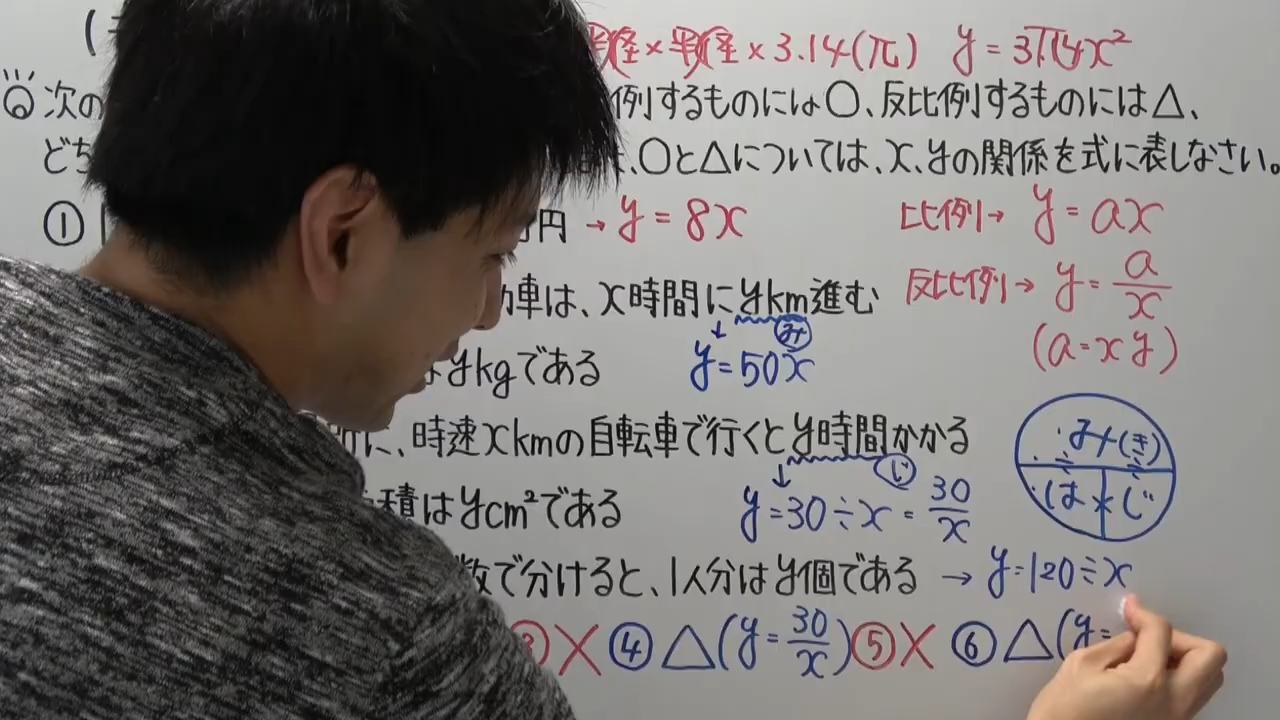 半径×半径×3.14(π) y=3πx²
次の 例するものには○、反比例するものには△、
どち 、○と△については、x、yの関係を式に表しなさい。
① 円→y=8x 比例→y=ax
車は、x時間にykm進む 反比例→y=a/x
み
(a=xy)
ykgである y=50x
に、時速xkmの自転車で行くとy時間かかる
じ
み(き)
は×じ
積はycm²である y=30÷x=30/x
数で分けると、1人分はy個である→y=120÷x
③× ④△(y=30/x) ⑤× ⑥△(y=